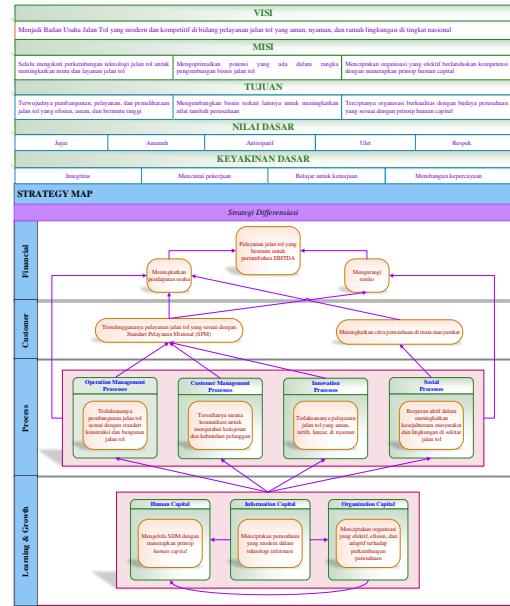 VISI
Menjadi Badan Usaha Jalan Tol yang modern dan kompetitif di bidang pelayanan jalan tol yang aman, nyaman, dan ramah lingkungan di tingkat nasional
MISI
Selalu mengikuti perkembangan teknologi jalan tol untuk
meningkatkan mutu dan layanan jalan tol
Mengoptimalkan potensi yang ada dalam rangka
pengembangan bisnis jalan tol
Menciptakan organisasi yang efektif berlandaskan kompetensi
dengan menerapkan prinsip human capital
TUJUAN
Terwujudnya pembangunan, pelayanan, dan pemeliharaan
jalan tol yang efisien, aman, dan bermutu tinggi
Mengembangkan bisnis terkait lainnya untuk meningkatkan
nilai tambah perusahaan
Terciptanya organisasi berkualitas dengan budaya perusahaan
yang sesuai dengan prinsip human capital
NILAI DASAR
Jujur
Amanah
Antisipatif
Ulet
Respek
KEYAKINAN DASAR
Integritas
Mencintai pekerjaan
Belajar untuk kemajuan
Membangun kepercayaan
STRATEGY MAP
Strategi Differensiasi
Financial
Pelayanan jalan tol yang
bermutu untuk
pertumbuhan EBITDA
Meningkatkan
pendapatan usaha
Mengurangi
resiko
Customer
Terselenggaranya pelayanan jalan tol yang sesuai dengan
Standart Pelayanan Minimal (SPM)
Meningkatkan citra perusahaan di mata masyarakat
Process
Operation Management
Processes
Terlaksananya
pembangunan jalan tol
sesuai dengan standart
konstruksi dan bangunan
jalan tol
Customer Management
Processes
Tersedianya sarana
komunikasi untuk
mengetahui keinginan
dan kebutuhan pelanggan
Innovation
Processes
Terlaksananya pelayanan
jalan tol yang aman,
tertib, lancar, & nyaman
Social
Processes
Berperan aktif dalam
meningkatkan
kesejahteraan masyarakat
dan lingkungan di sekitar
jalan tol
Learning & Growth
Human Capital
Mengelola SDM dengan
menerapkan prinsip
human capital
Information Capital
Menciptakan perusahaan
yang modern dalam
teknologi informasi
Organization Capital
Menciptakan organisasi
yang efektif, efisien, dan
adaptif terhadap
perkembangan
perusahaan